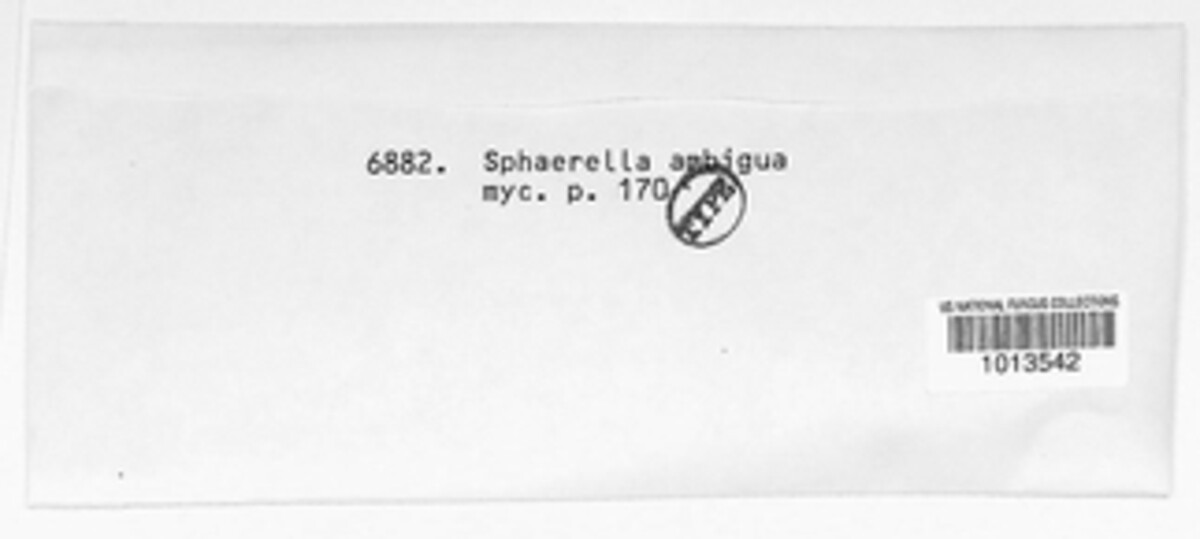 6882. Sphaerella ambigua
myc. p. 170
TYPE
US NATIONAL FUNGUS COLLECTIONS
1013542